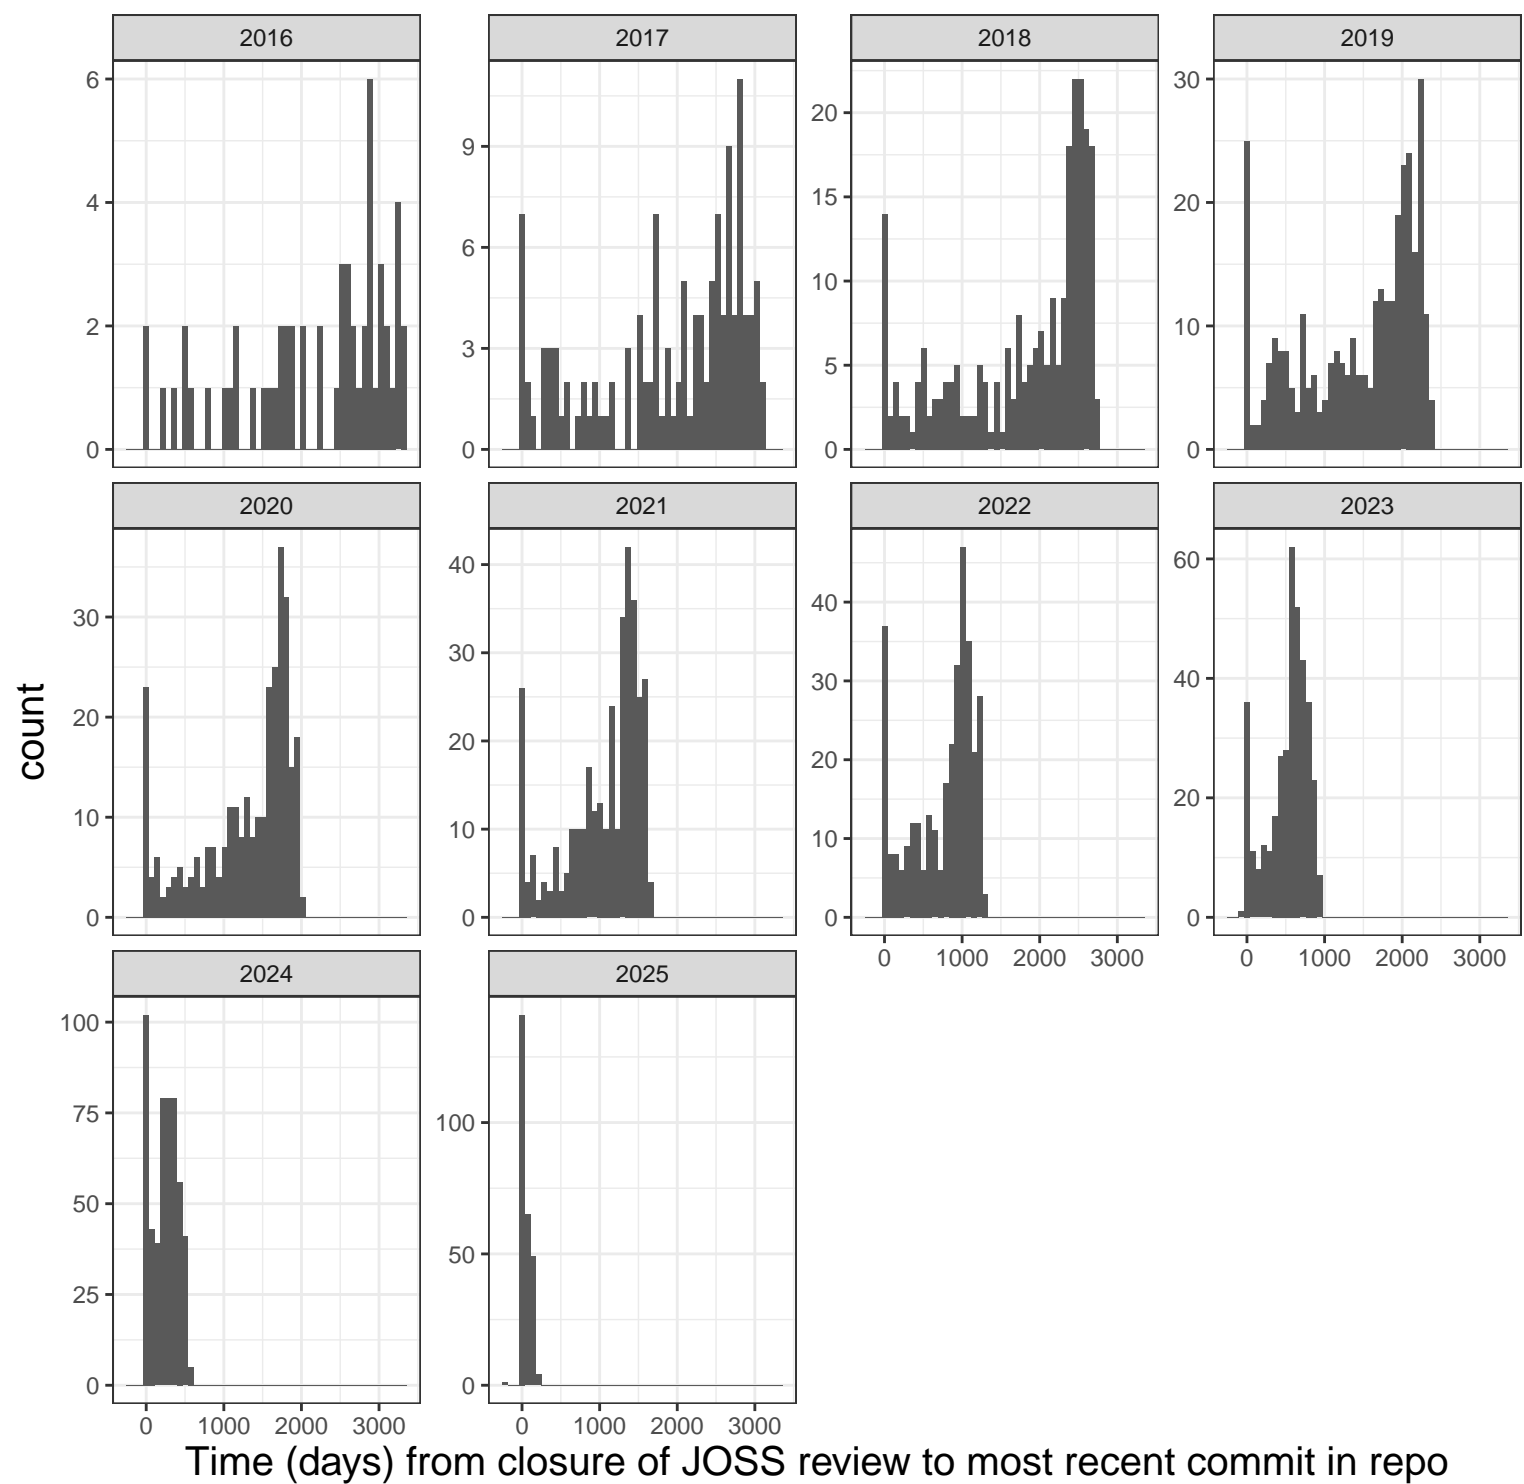 2016 2017 2018 2019
6 4 2 0
9 6 3 0
20 15 10 5 0
30 20 10 0
2020 2021 2022 2023
count
30 20 10 0
40 30 20 10 0
40 30 20 10 0
60 40 20 0
0 1000 2000 3000
0 1000 2000 3000
2024 2025
100 75 50 25 0
100 50 0
0 1000 2000 3000
0 1000 2000 3000
Time (days) from closure of JOSS review to most recent commit in repo